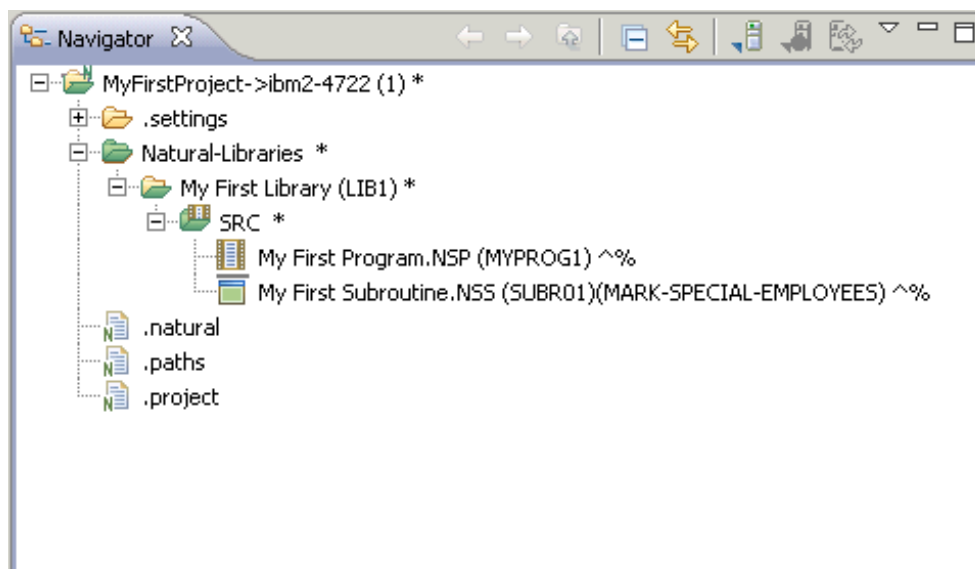 Navigator
MyFirstProject->ibm2-4722 (1) *
.settings
Natural-Libraries *
My First Library (LIB1) *
SRC *
My First Program.NSP (MYPROG1) ^%
My First Subroutine.NSS (SUBR01)(MARK-SPECIAL-EMPLOYEES) ^%
.natural
.paths
.project